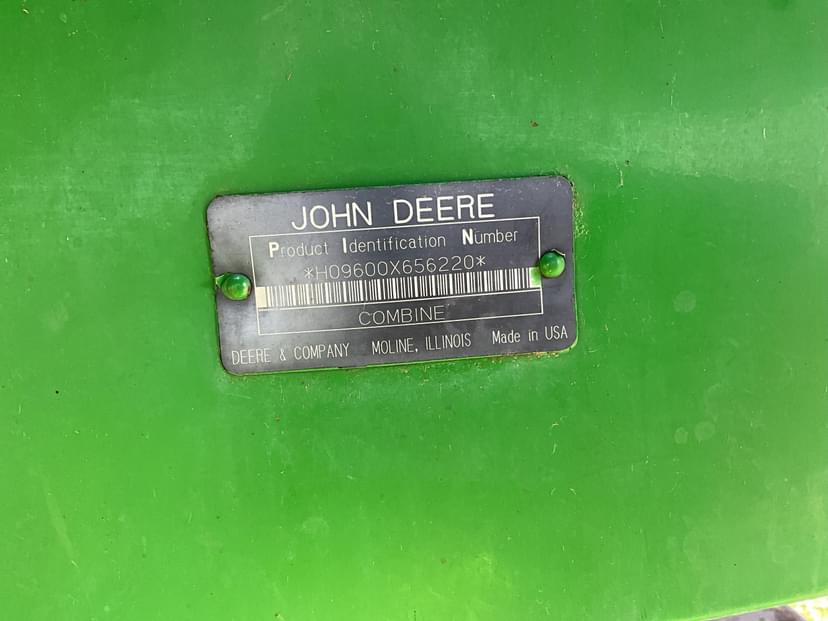 JOHN DEERE
Product Identification Number
*H09600X656220*
COMBINE
DEERE & COMPANY MOLINE, ILLINOIS Made in USA